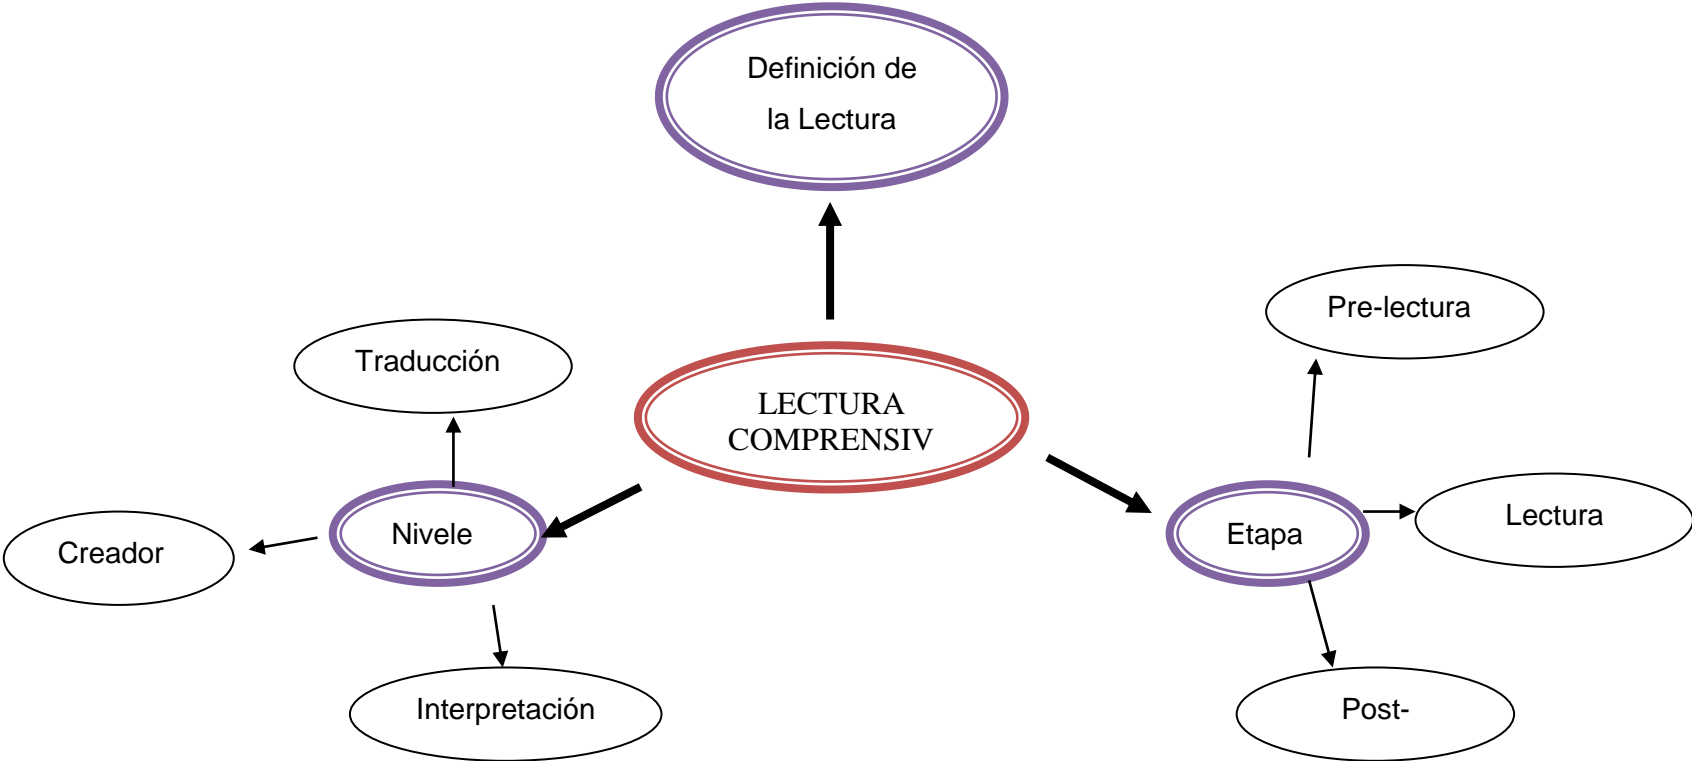 Definición de
la Lectura
Pre-lectura
Traducción
LECTURA
COMPRENSIV
Lectura
Nivele
Etapa
Creador
Interpretación
Post-